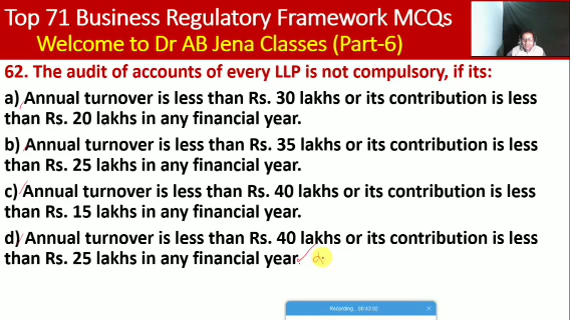 Top 71 Business Regulatory Framework MCQs
Welcome to Dr AB Jena Classes (Part-6)
62. The audit of accounts of every LLP is not compulsory, if its:
a) Annual turnover is less than Rs. 30 lakhs or its contribution is less
than Rs. 20 lakhs in any financial year.
b) Annual turnover is less than Rs. 35 lakhs or its contribution is less
than Rs. 25 lakhs in any financial year.
c) Annual turnover is less than Rs. 40 lakhs or its contribution is less
than Rs. 15 lakhs in any financial year.
d) Annual turnover is less than Rs. 40 lakhs or its contribution is less
than Rs. 25 lakhs in any financial year.